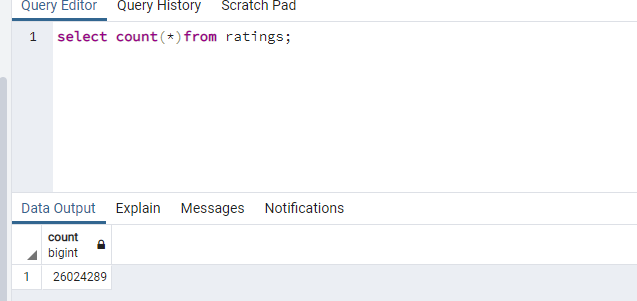 Query Editor Query History Scratch Pad
1 select count(*)from ratings;
Data Output Explain Messages Notifications
count
bigint
1 26024289